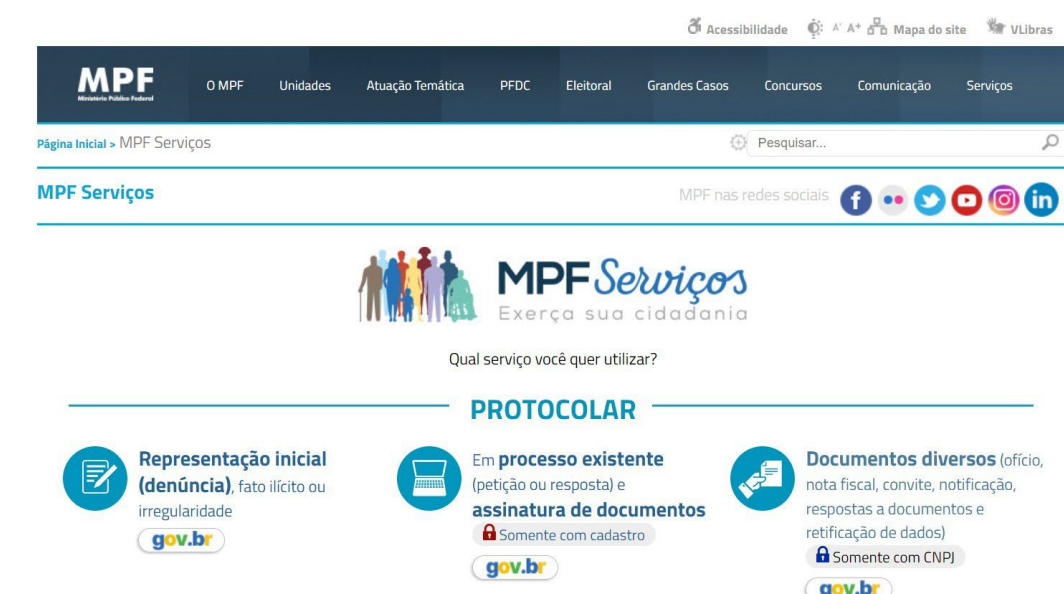 Acessibilidade A- A+ Mapa do site VLibras
MPF
Ministério Público Federal
O MPF Unidades Atuação Temática PFDC Eleitoral Grandes Casos Concursos Comunicação Serviços
Página Inicial > MPF Serviços
Pesquisar...
MPF Serviços
MPF nas redes sociais
f in
MPF Serviços
Exerça sua cidadania
Qual serviço você quer utilizar?
PROTOCOLAR
Representação inicial
(denúncia), fato ilícito ou
irregularidade
gov.br
Em processo existente
(petição ou resposta) e
assinatura de documentos
Somente com cadastro
gov.br
Documentos diversos (ofício,
nota fiscal, convite, notificação,
respostas a documentos e
retificação de dados)
Somente com CNPJ
gov.br